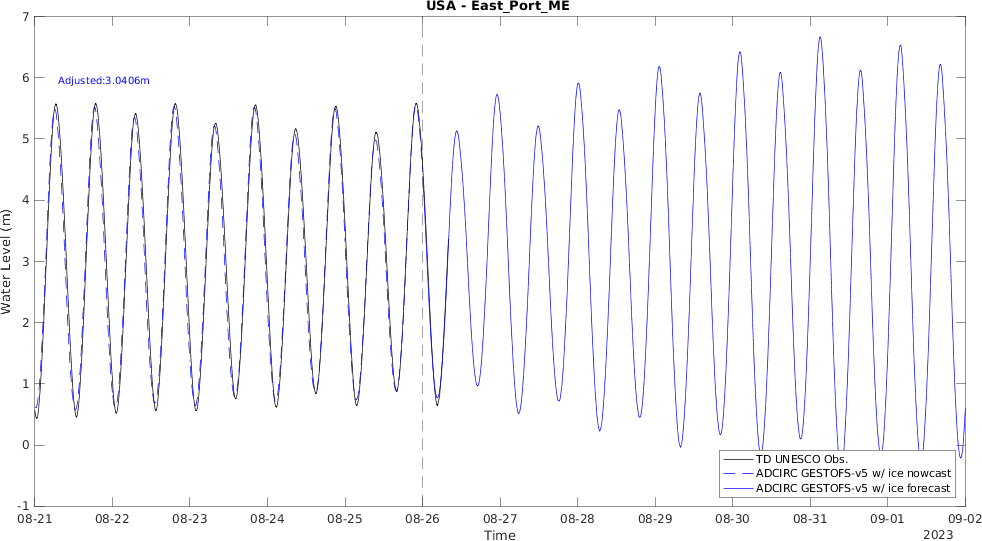 USA - East_Port_ME
7
6
5
4
3
2
1
0
-1
Water Level (m)
Adjusted:3.0406m
TD UNESCO Obs.
ADCIRC GESTOFS-v5 w/ ice nowcast
ADCIRC GESTOFS-v5 w/ ice forecast
08-21 08-22 08-23 08-24 08-25 08-26 08-27 08-28 08-29 08-30 08-31 09-01 09-02
Time
2023